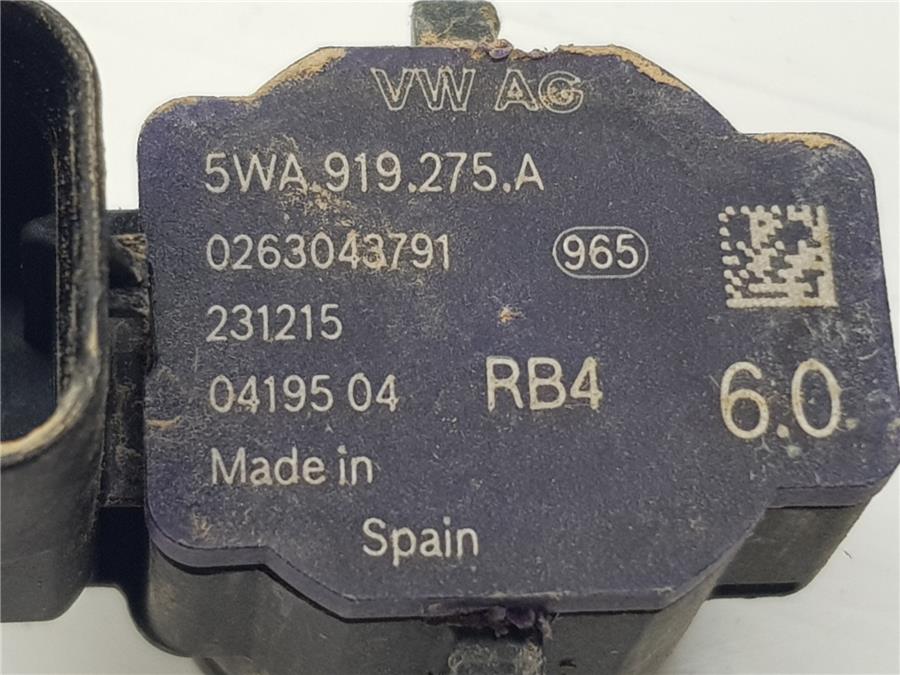 VW AG
5WA.919.275.A
0263043791 965
231215
04195 04 RB4 6.0
Made in
Spain